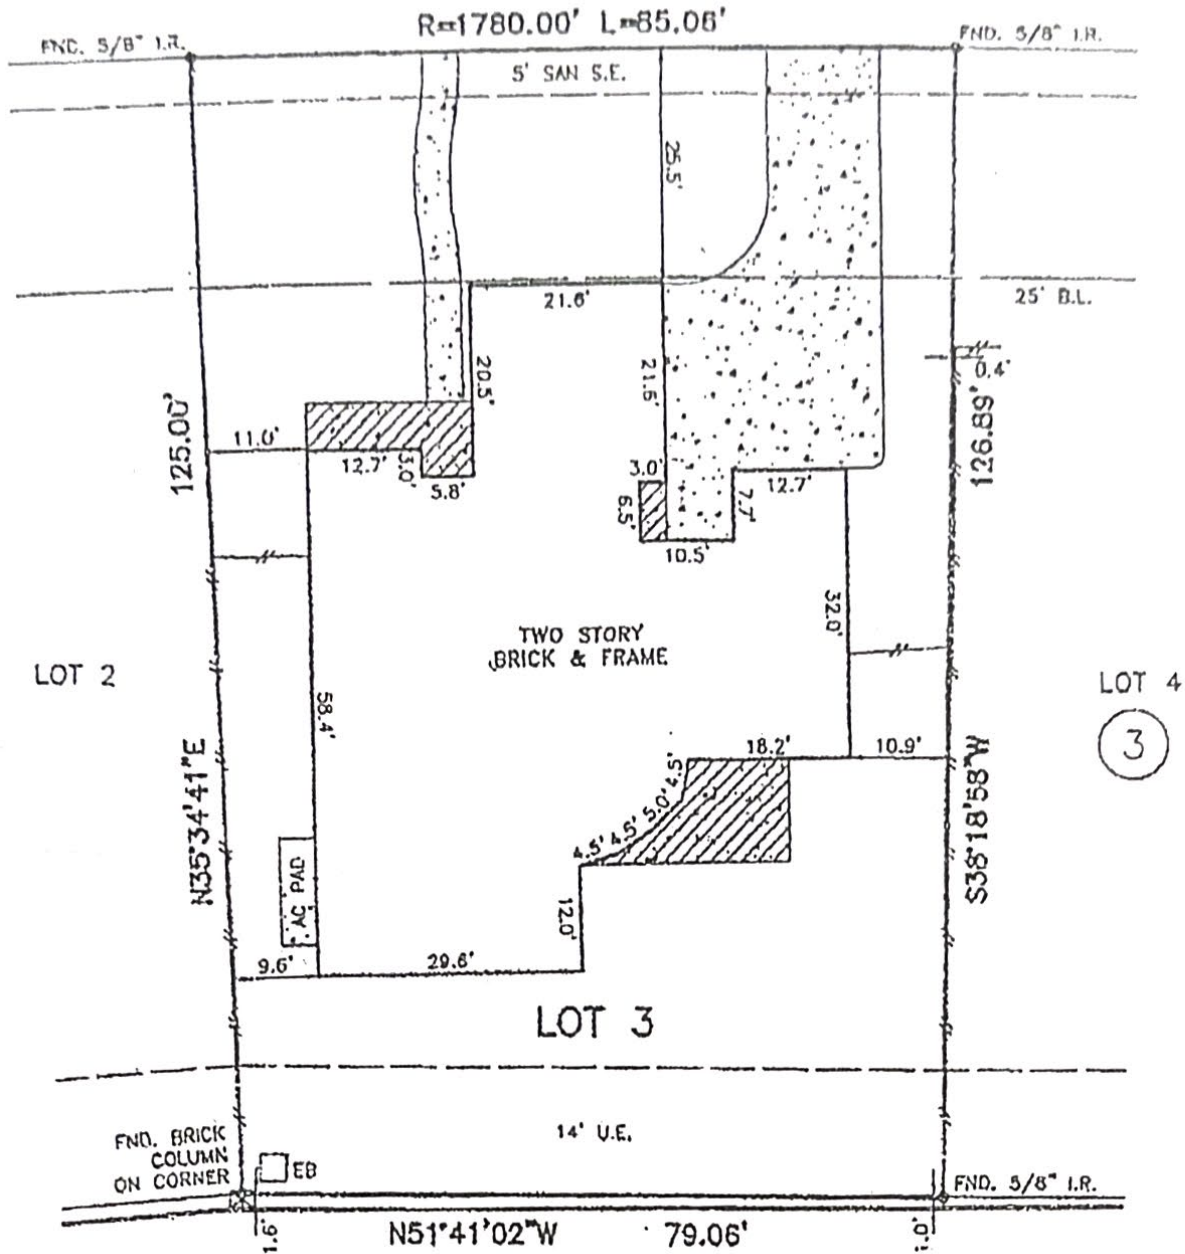 R=1780.00' L=85.06'
FND. 5/8" I.R.
FND. 5/8" I.R.
5' SAN S.E.
25.5'
21.6'
25' B.L.
20.5'
21.5'
0.4'
125.00'
126.89'
11.0'
12.7'
3.0'
5.8'
3.0'
6.5'
12.7'
7.7'
10.5'
32.0'
TWO STORY
BRICK & FRAME
LOT 2
LOT 4
3
58.4'
18.2'
10.9'
N35°34'41"E
S38°18'58"W
4.5' 4.5' 5.0' 4.5'
AC PAD
12.0'
9.6'
29.6'
LOT 3
14' U.E.
FND. BRICK
COLUMN
ON CORNER
EB
FND. 5/8" I.R.
1.6'
N51°41'02"W 79.06'
1.0'